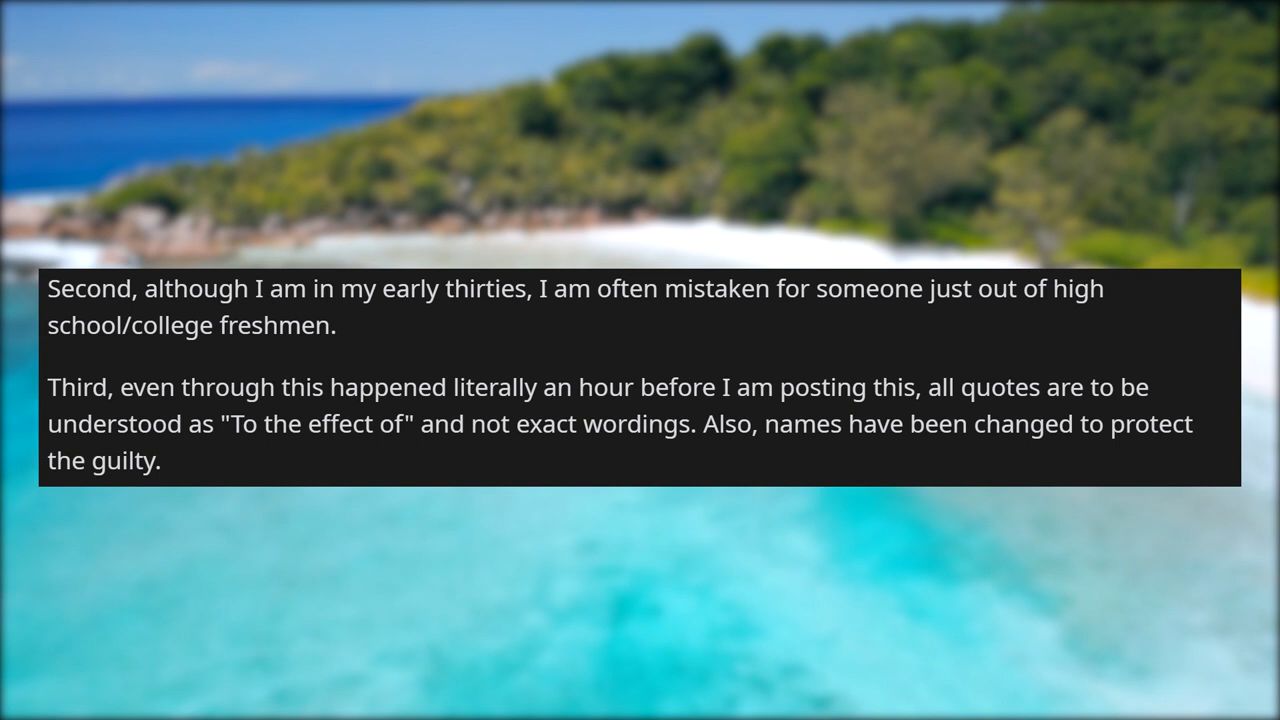 Second, although I am in my early thirties, I am often mistaken for someone just out of high
school/college freshmen.
Third, even through this happened literally an hour before I am posting this, all quotes are to be
understood as "To the effect of" and not exact wordings. Also, names have been changed to protect
the guilty.